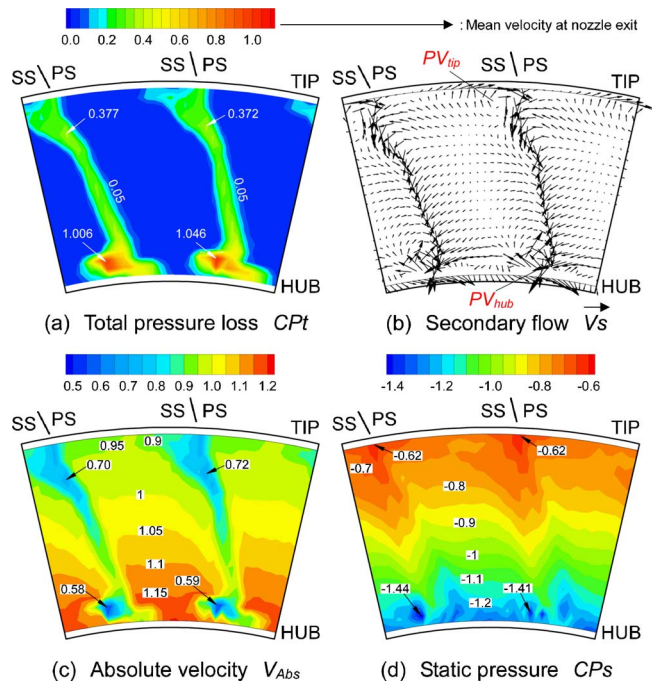 0.0 0.2 0.4 0.6 0.8 1.0
: Mean velocity at nozzle exit
SS \ PS
SS \ PS
TIP
0.377
0.372
0.05
0.05
1.006
1.046
HUB
(a) Total pressure loss CPt
PVtip
SS \ PS
TIP
PVhub
HUB
(b) Secondary flow Vs
0.5 0.6 0.7 0.8 0.9 1.0 1.1 1.2
SS \ PS
SS \ PS
TIP
0.95
0.9
0.70
0.72
1
1.05
1.1
1.15
0.58
0.59
HUB
(c) Absolute velocity VAbs
-1.4 -1.2 -1.0 -0.8 -0.6
SS \ PS
SS \ PS
TIP
-0.62
-0.62
-0.7
-0.8
-0.9
-1
-1.1
-1.2
-1.44
-1.41
HUB
(d) Static pressure CPs